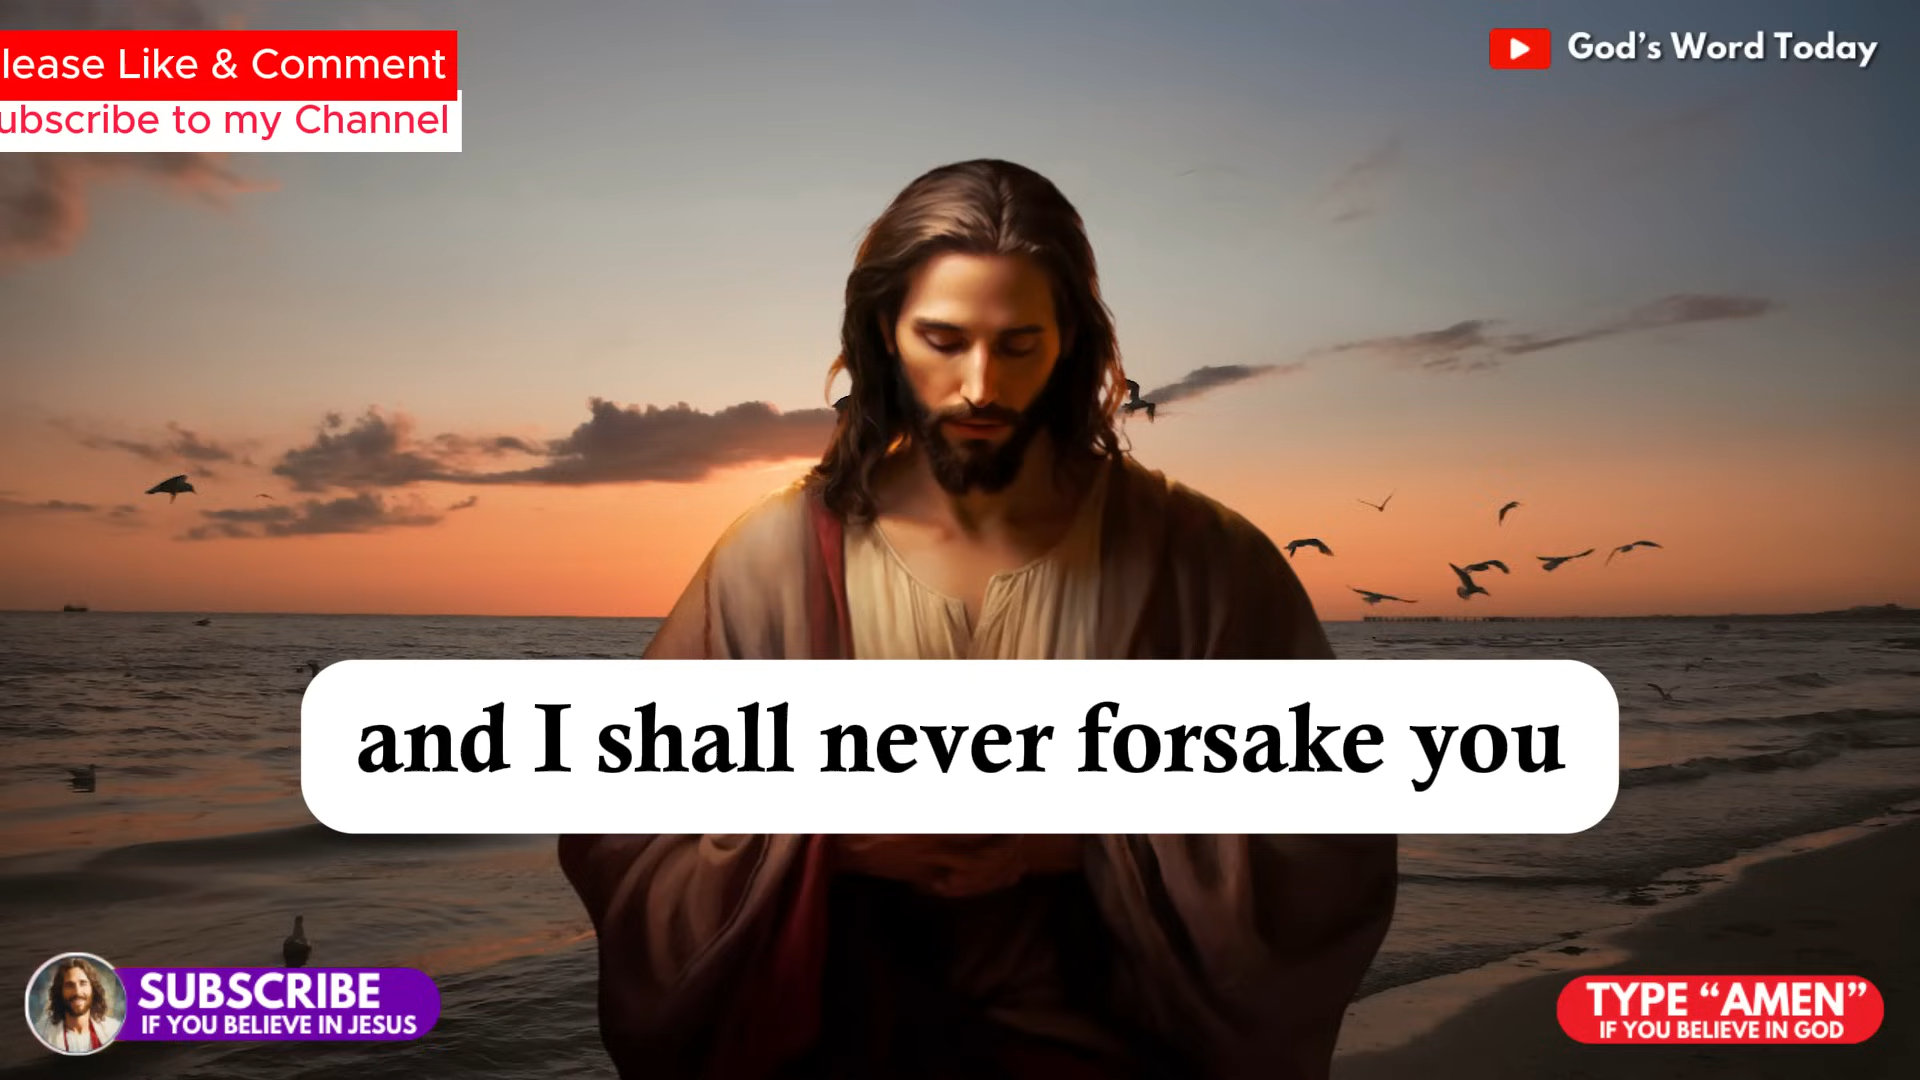 lease Like & Comment
ubscribe to my Channel
God's Word Today
and I shall never forsake you
SUBSCRIBE
IF YOU BELIEVE IN JESUS
TYPE “AMEN”
IF YOU BELIEVE IN GOD